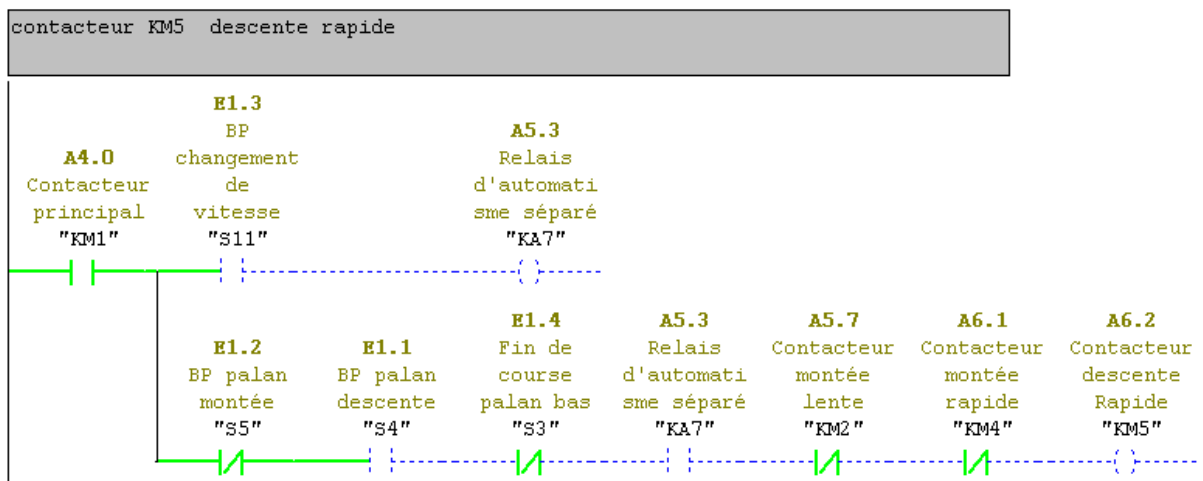 contacteur KM5 descente rapide
E1.3
BP
A5.3
A4.0
changement
Relais
Contacteur
de
d'automati
principal
vitesse
sme séparé
"KM1"
"S11"
"KA7"
E1.4
A5.3
A5.7
A6.1
A6.2
E1.2
E1.1
Fin de
Relais
Contacteur
Contacteur
Contacteur
BP palan
BP palan
course
d'automati
montée
montée
descente
montée
descente
palan bas
sme séparé
lente
rapide
Rapide
"S5"
"S4"
"S3"
"KA7"
"KM2"
"KM4"
"KM5"